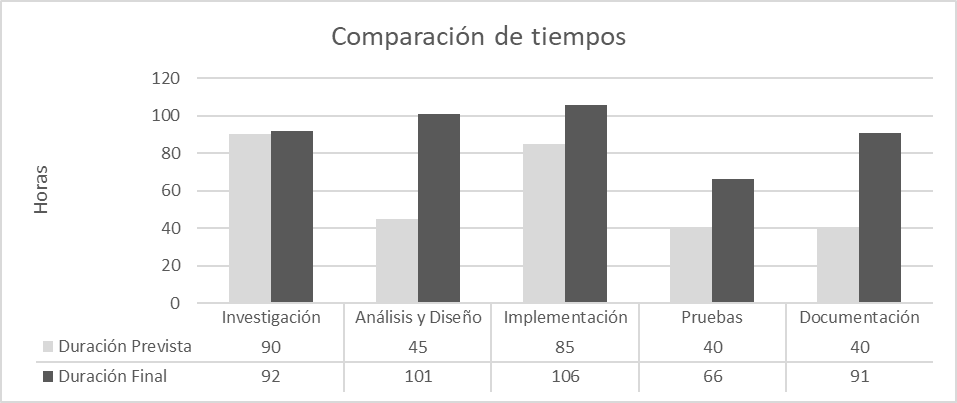 Comparación de tiempos
Horas
120
100
80
60
40
20
0
Investigación Análisis y Diseño Implementación Pruebas Documentación
Duración Prevista 90 45 85 40 40
Duración Final 92 101 106 66 91